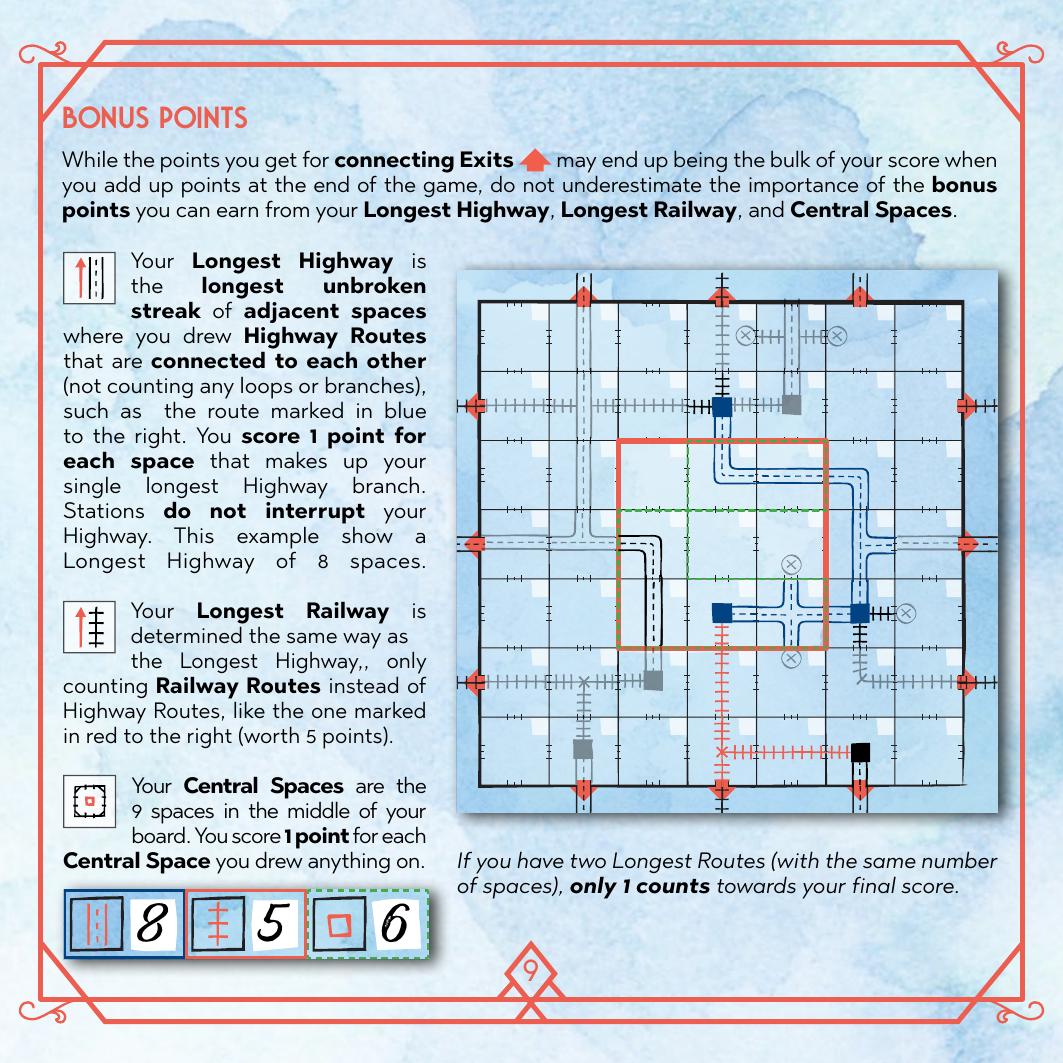 BONUS POINTS
While the points you get for connecting Exits may end up being the bulk of your score when
you add up points at the end of the game, do not underestimate the importance of the bonus
points you can earn from your Longest Highway, Longest Railway, and Central Spaces.
Your Longest Highway is
the longest unbroken
streak of adjacent spaces
where you drew Highway Routes
that are connected to each other
(not counting any loops or branches),
such as the route marked in blue
to the right. You score 1 point for
each space that makes up your
single longest Highway branch.
Stations do not interrupt your
Highway. This example show a
Longest Highway of 8 spaces.
Your Longest Railway is
determined the same way as
the Longest Highway,, only
counting Railway Routes instead of
Highway Routes, like the one marked
in red to the right (worth 5 points).
Your Central Spaces are the
9 spaces in the middle of your
board. You score 1 point for each
Central Space you drew anything on.
8 5 6
If you have two Longest Routes (with the same number
of spaces), only 1 counts towards your final score.
9